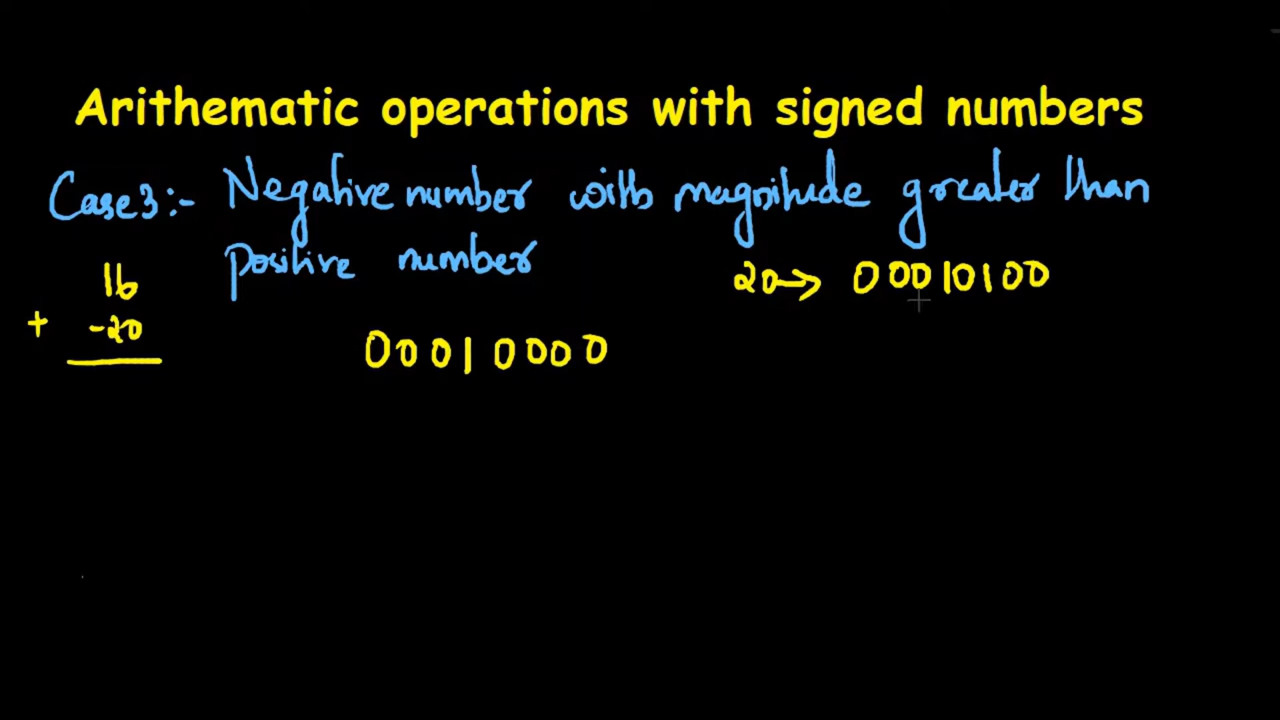 Arithematic operations with signed numbers
Case3:- Negative number with magnitude greater than
positive number
16
+ -20
20→ 00010100
00010000